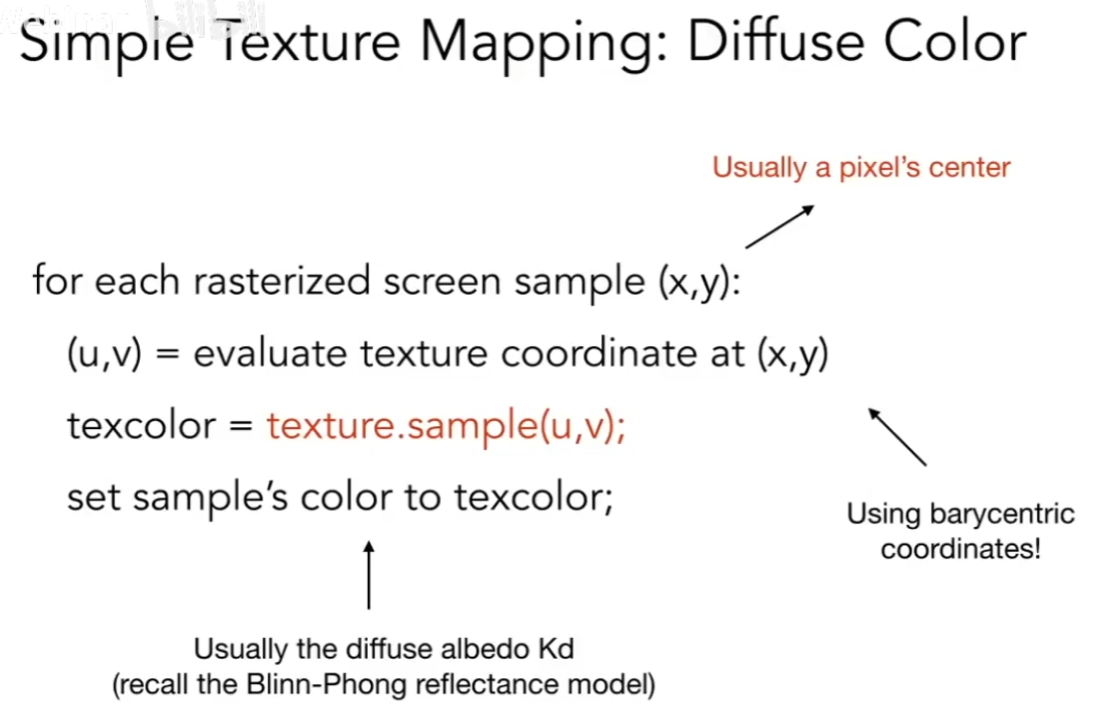 Webinar bilibili
Simple Texture Mapping: Diffuse Color
Usually a pixel's center
for each rasterized screen sample (x,y):
(u,v) = evaluate texture coordinate at (x,y)
texcolor = texture.sample(u,v);
set sample's color to texcolor;
Using barycentric
coordinates!
Usually the diffuse albedo Kd
(recall the Blinn-Phong reflectance model)